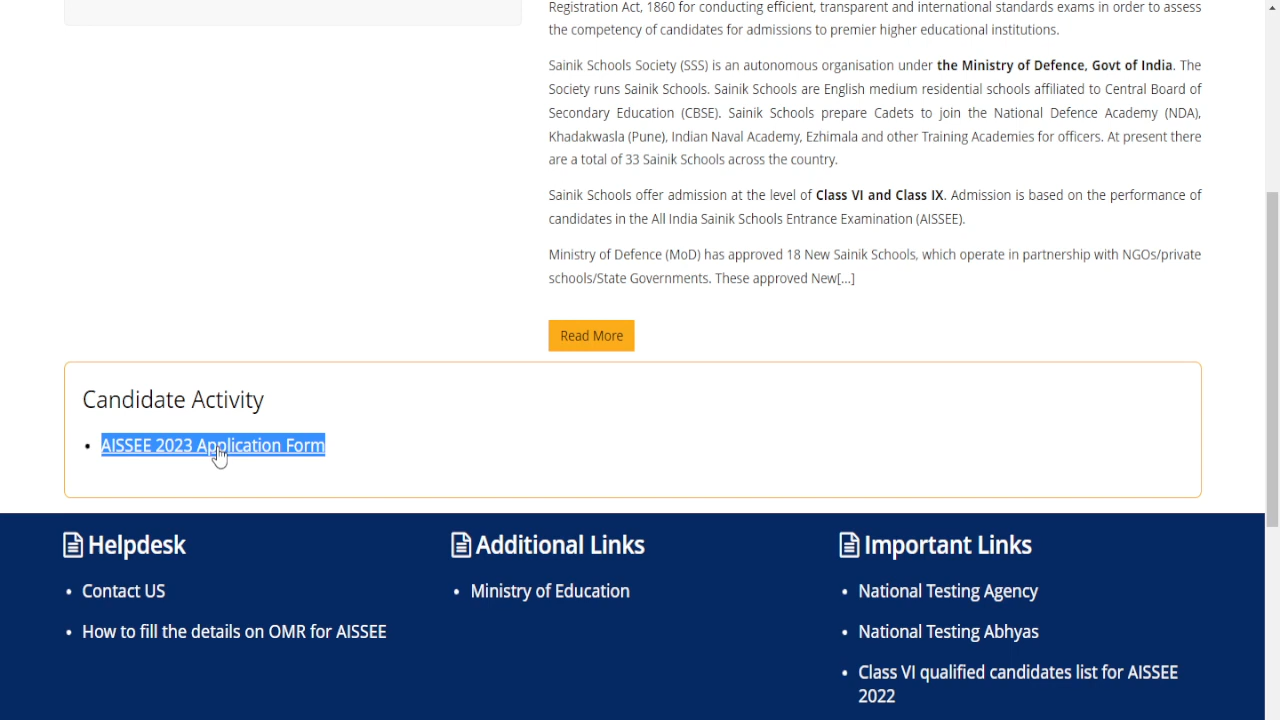 Registration Act, 1860 for conducting efficient, transparent and international standards exams in order to assess
the competency of candidates for admissions to premier higher educational institutions.
Sainik Schools Society (SSS) is an autonomous organisation under the Ministry of Defence, Govt of India. The
Society runs Sainik Schools. Sainik Schools are English medium residential schools affiliated to Central Board of
Secondary Education (CBSE). Sainik Schools prepare Cadets to join the National Defence Academy (NDA),
Khadakwasla (Pune), Indian Naval Academy, Ezhimala and other Training Academies for officers. At present there
are a total of 33 Sainik Schools across the country.
Sainik Schools offer admission at the level of Class VI and Class IX. Admission is based on the performance of
candidates in the All India Sainik Schools Entrance Examination (AISSEE).
Ministry of Defence (MoD) has approved 18 New Sainik Schools, which operate in partnership with NGOs/private
schools/State Governments. These approved New[...]
Read More
Candidate Activity
• AISSEE 2023 Application Form
Helpdesk
• Contact US
• How to fill the details on OMR for AISSEE
Additional Links
• Ministry of Education
Important Links
• National Testing Agency
• National Testing Abhyas
• Class VI qualified candidates list for AISSEE
2022